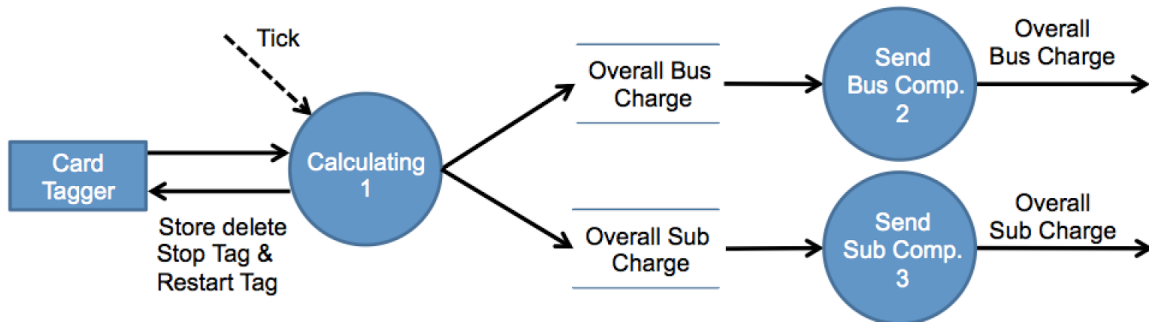 Tick
Card
Tagger
Store delete
Stop Tag &
Restart Tag
Calculating
1
Overall Bus
Charge
Send
Bus Comp.
2
Overall
Bus Charge
Overall Sub
Charge
Send
Sub Comp.
3
Overall
Sub Charge